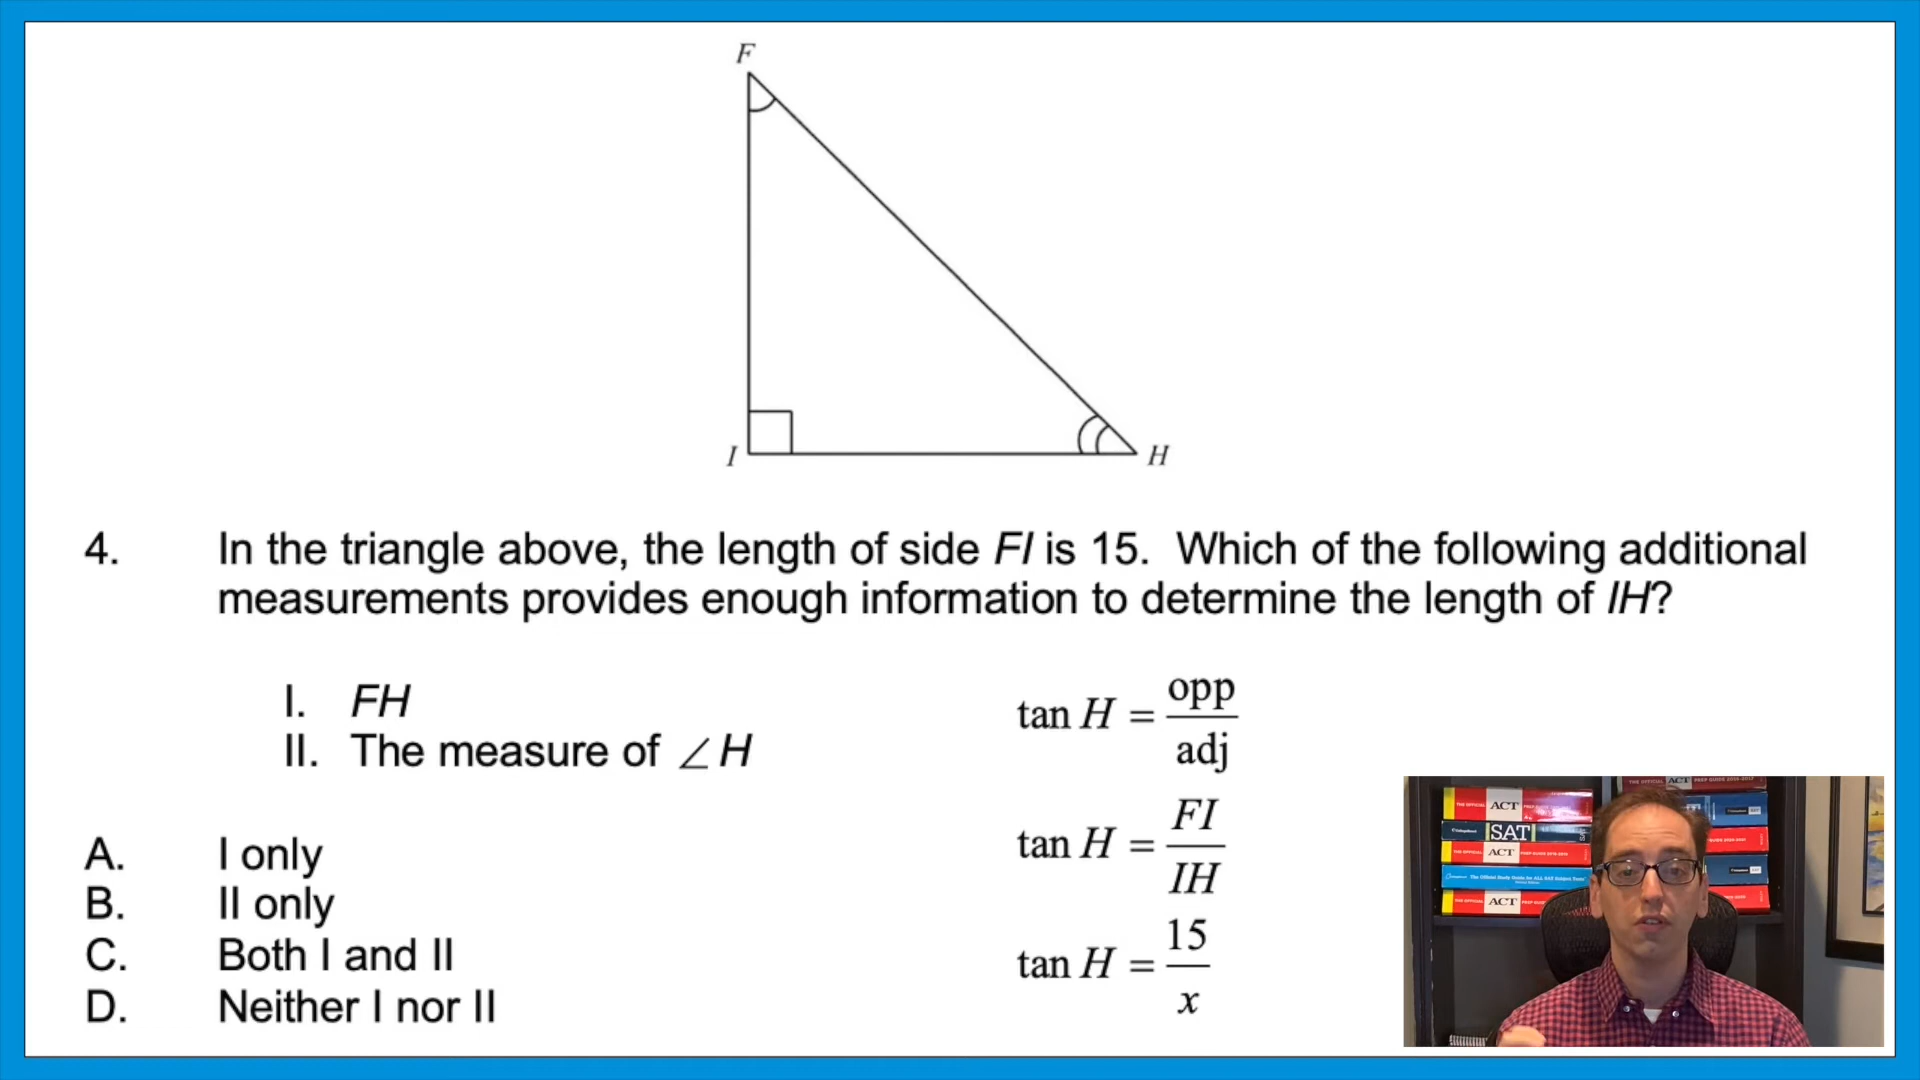 F
I
H
4. In the triangle above, the length of side FI is 15. Which of the following additional
measurements provides enough information to determine the length of IH?
I. FH
II. The measure of ∠H
A. I only
B. II only
C. Both I and II
D. Neither I nor II
tan H = opp/adj
tan H = FI/IH
tan H = 15/x
ACT
SAT
ACT
ACT